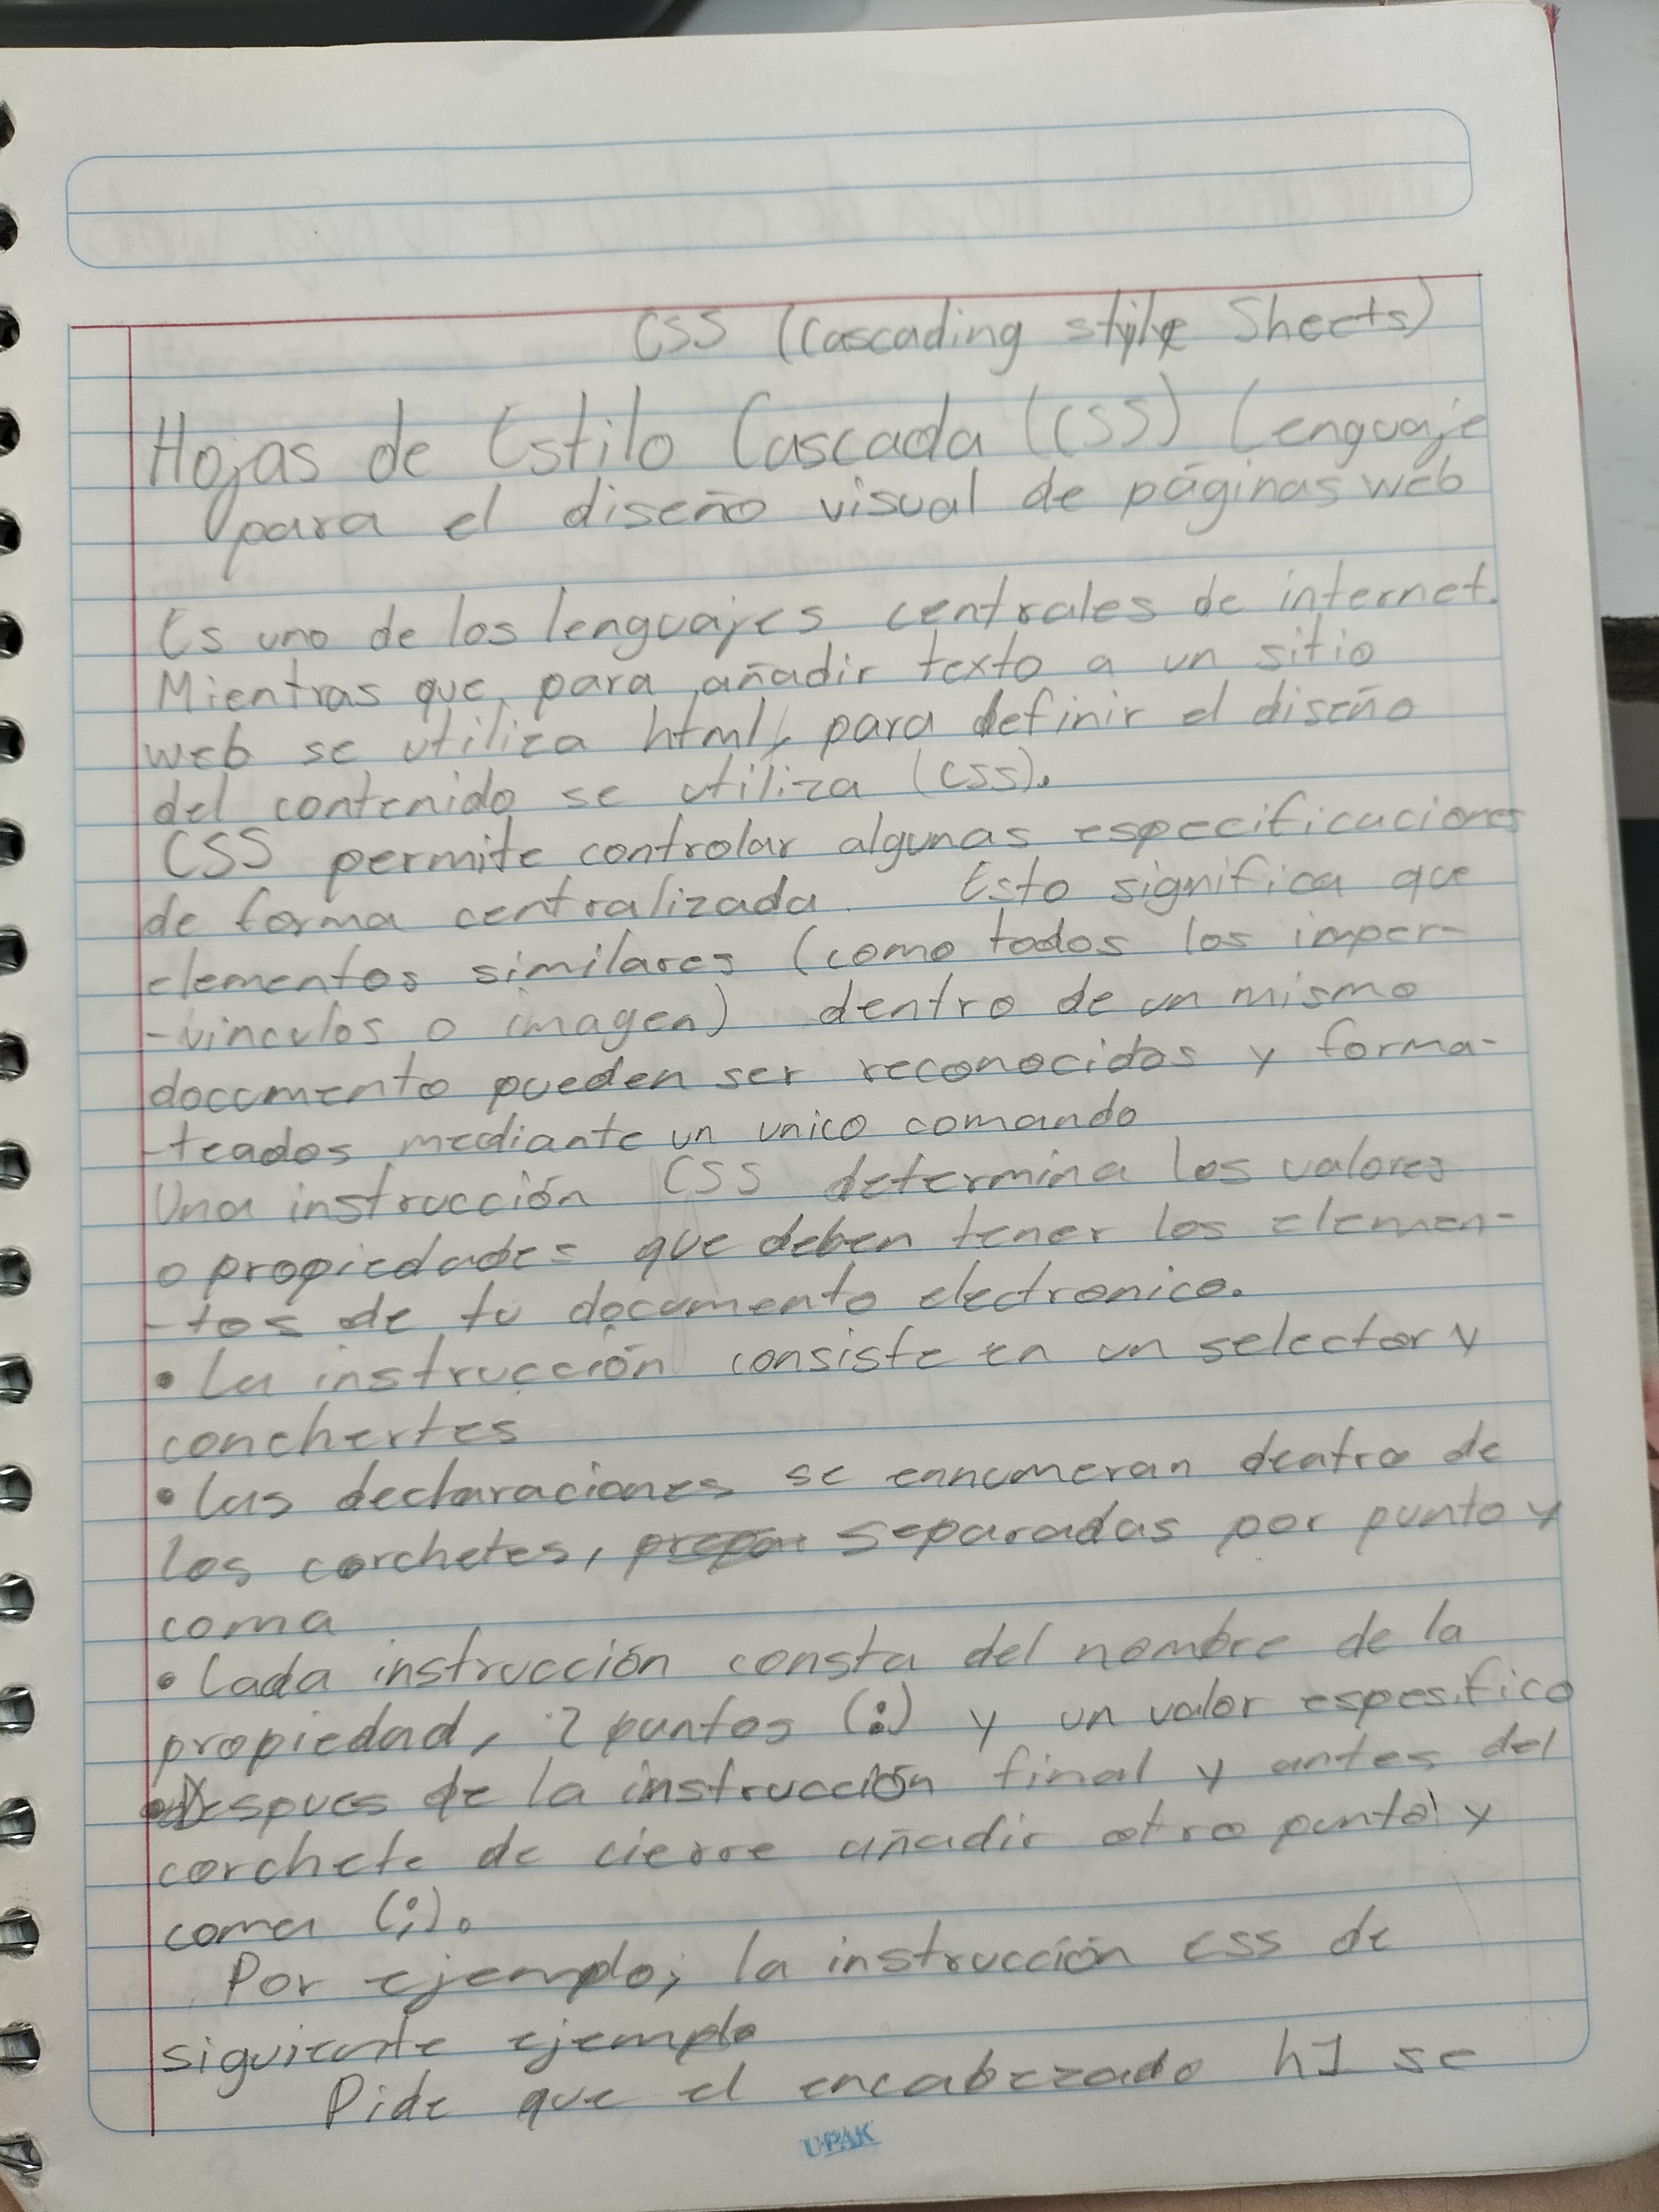 CSS (Cascading style Sheets)
Hojas de Estilo Cascada (CSS) Lenguaje
para el diseño visual de páginas web
Es uno de los lenguajes centrales de internet.
Mientras que, para añadir texto a un sitio
web se utiliza html, para definir el diseño
del contenido se utiliza (CSS).
CSS permite controlar algunas especificaciones
de forma centralizada. Esto significa que
elementos similares (como todos los imper-
-vinculos o imagen) dentro de un mismo
documento pueden ser reconocidos y forma-
-teados mediante un unico comando
Una instrucción CSS determina los valores
o propiedades que deben tener los elemen-
-tos de tu documento electronico.
• La instrucción consiste en un selector y
conchertes
• Las declaraciones se ennumeran dentro de
los corchetes, separadas por punto y
coma
• Cada instrucción consta del nombre de la
propiedad, 2 puntos (:) y un valor espesifico
• Despues de la instrucción final y antes del
corchete de cierre añadir otro punto y
coma (;).
Por ejemplo; la instrucción css de
siguiente ejemplo
Pide que el encabezado h1 se
UPAK